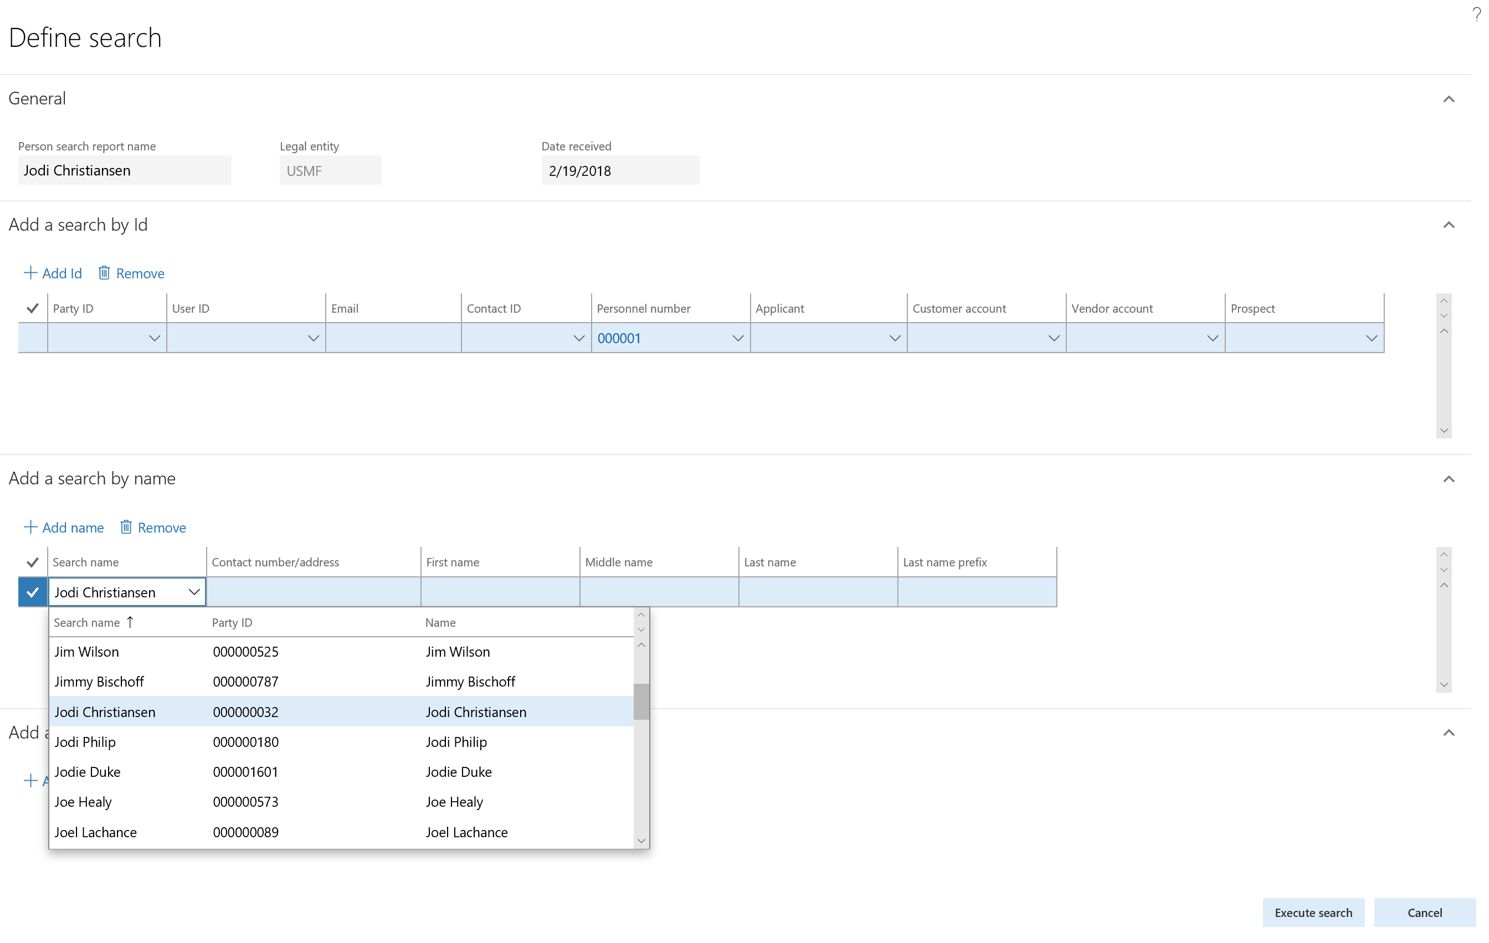 ?
Define search
General
Person search report name Legal entity Date received
Jodi Christiansen USMF 2/19/2018
Add a search by Id
Add Id Remove
Party ID User ID Email Contact ID Personnel number Applicant Customer account Vendor account Prospect
000001
Add a search by name
Add name Remove
Search name Contact number/address First name Middle name Last name Last name prefix
Jodi Christiansen
Search name ↑ Party ID Name
Jim Wilson 000000525 Jim Wilson
Jimmy Bischoff 000000787 Jimmy Bischoff
Jodi Christiansen 000000032 Jodi Christiansen
Add
Jodi Philip 000000180 Jodi Philip
Jodie Duke 000001601 Jodie Duke
Joe Healy 000000573 Joe Healy
Joel Lachance 000000089 Joel Lachance
Execute search Cancel